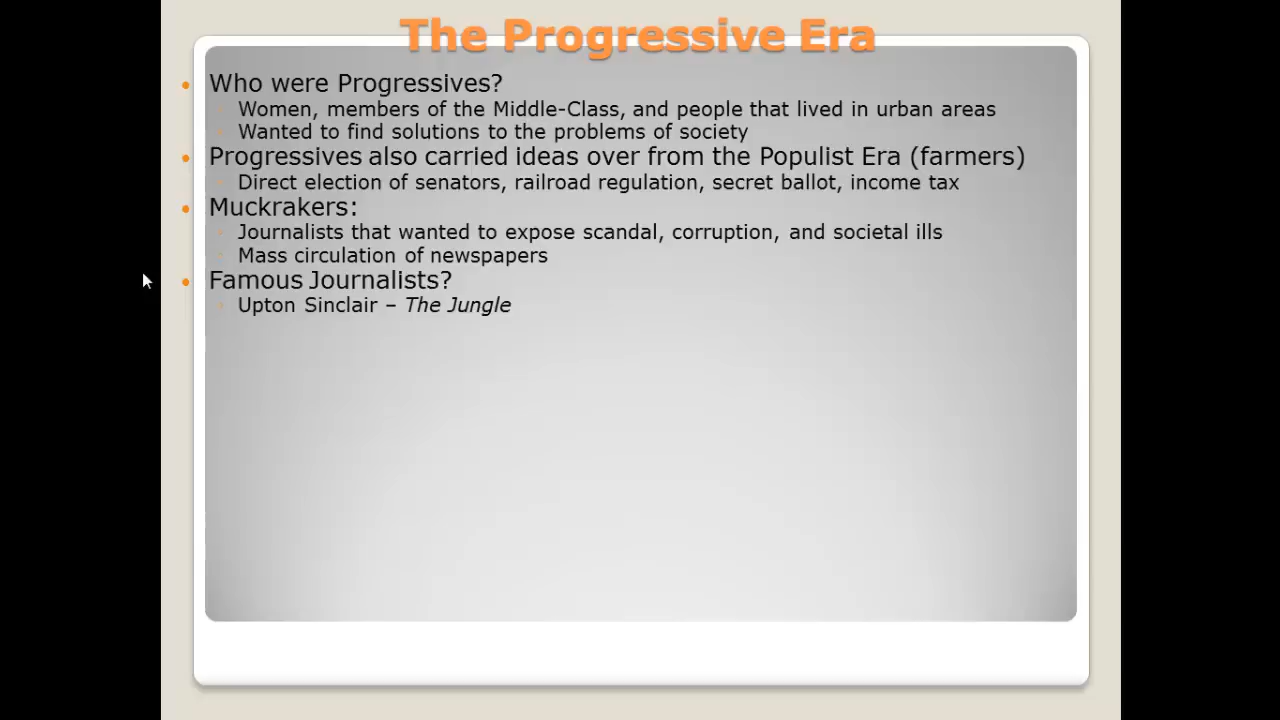 The Progressive Era
Who were Progressives?
Women, members of the Middle-Class, and people that lived in urban areas
Wanted to find solutions to the problems of society
Progressives also carried ideas over from the Populist Era (farmers)
Direct election of senators, railroad regulation, secret ballot, income tax
Muckrakers:
Journalists that wanted to expose scandal, corruption, and societal ills
Mass circulation of newspapers
Famous Journalists?
Upton Sinclair – The Jungle